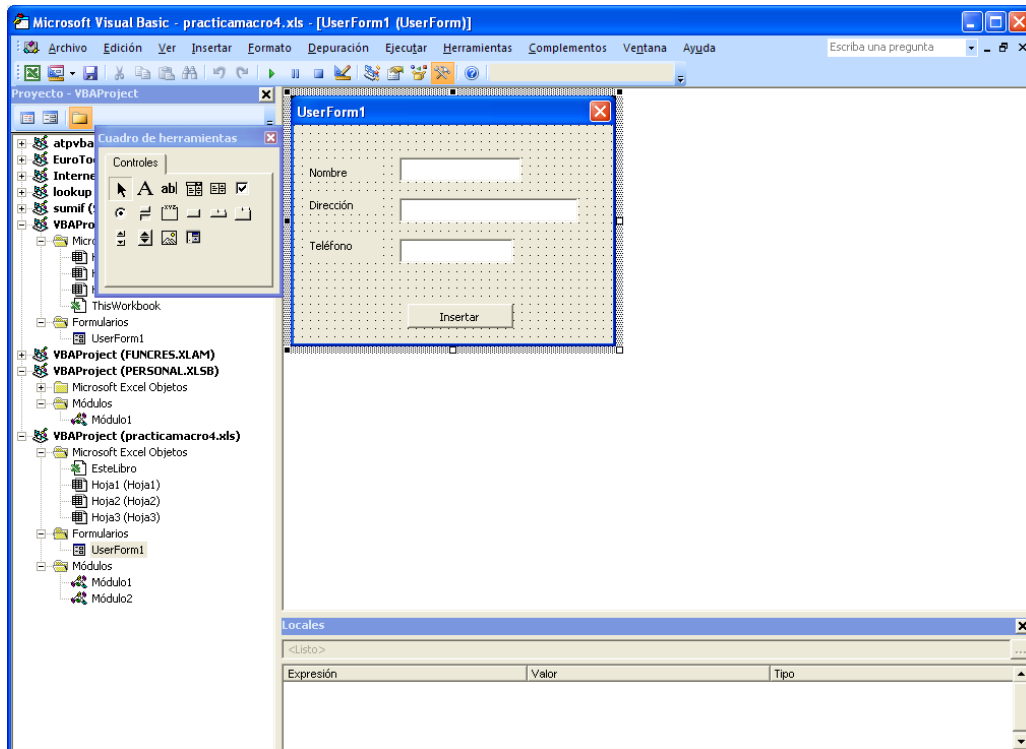 Microsoft Visual Basic - practicamacro4.xls - [UserForm1 (UserForm)]
Archivo Edición Ver Insertar Formato Depuración Ejecutar Herramientas Complementos Ventana Ayuda Escriba una pregunta
Proyecto - VBAProject
atpvba
EuroTo
Interne
lookup
sumif (
VBAPro
Micro
ThisWorkbook
Formularios
UserForm1
VBAProject (FUNCRES.XLAM)
VBAProject (PERSONAL.XLSB)
Microsoft Excel Objetos
Módulos
Módulo1
VBAProject (practicamacro4.xls)
Microsoft Excel Objetos
EsteLibro
Hoja1 (Hoja1)
Hoja2 (Hoja2)
Hoja3 (Hoja3)
Formularios
UserForm1
Módulos
Módulo1
Módulo2
Cuadro de herramientas
Controles
A ab|
XYZ
UserForm1
Nombre
Dirección
Teléfono
Insertar
Locales
<Listo>
...
Expresión Valor Tipo